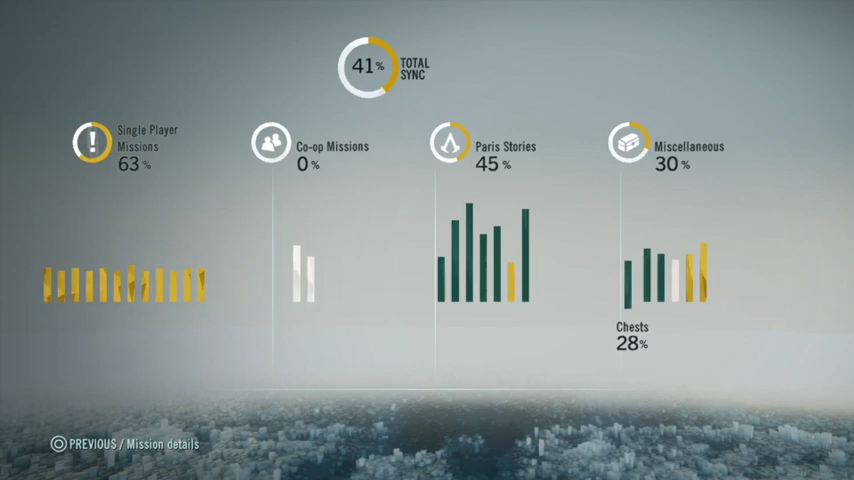 41%
TOTAL
SYNC
Single Player
Missions
63 %
Co-op Missions
0 %
Paris Stories
45 %
Miscellaneous
30 %
Chests
28%
PREVIOUS / Mission details